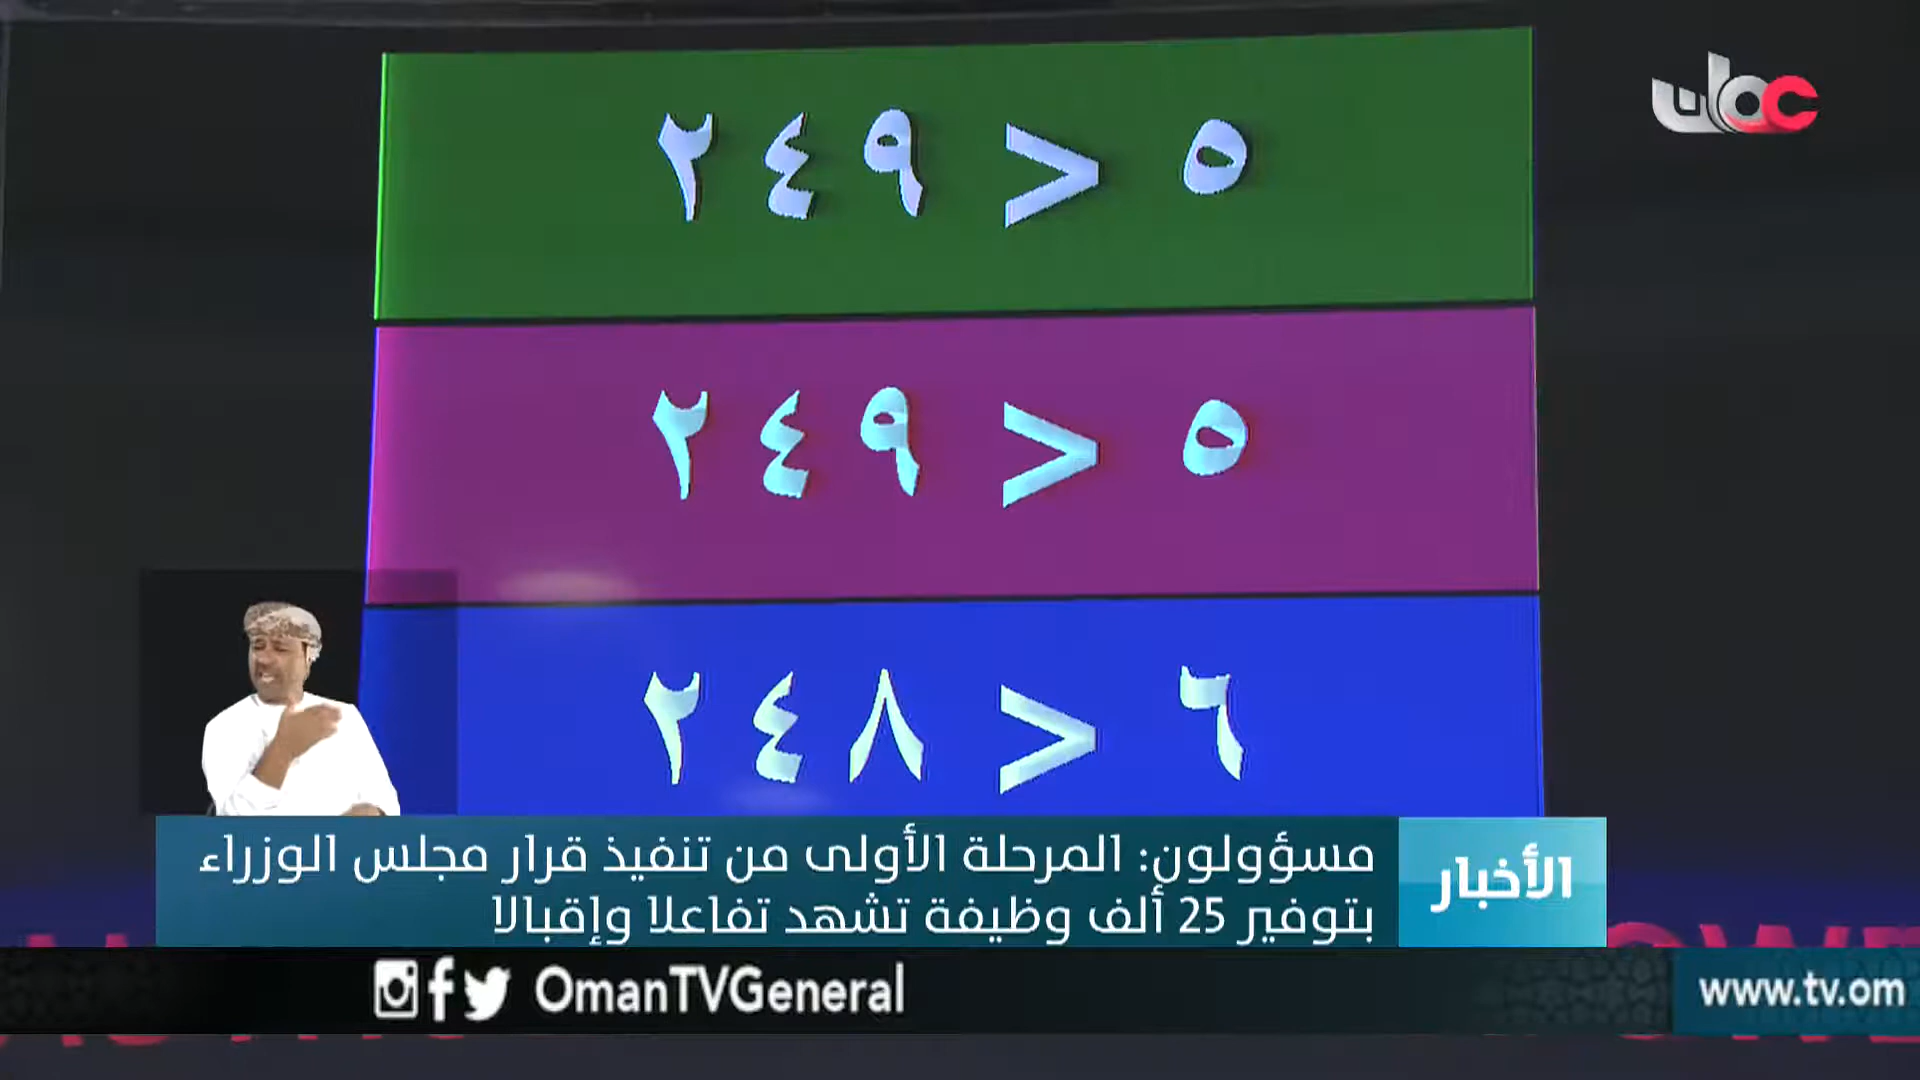 عمان
٢٤٩ > ٥
٢٤٩ > ٥
٢٤٨ > ٦
الأخبار
مسؤولون: المرحلة الأولى من تنفيذ قرار مجلس الوزراء
بتوفير 25 ألف وظيفة تشهد تفاعلا وإقبالا
OmanTVGeneral
www.tv.om